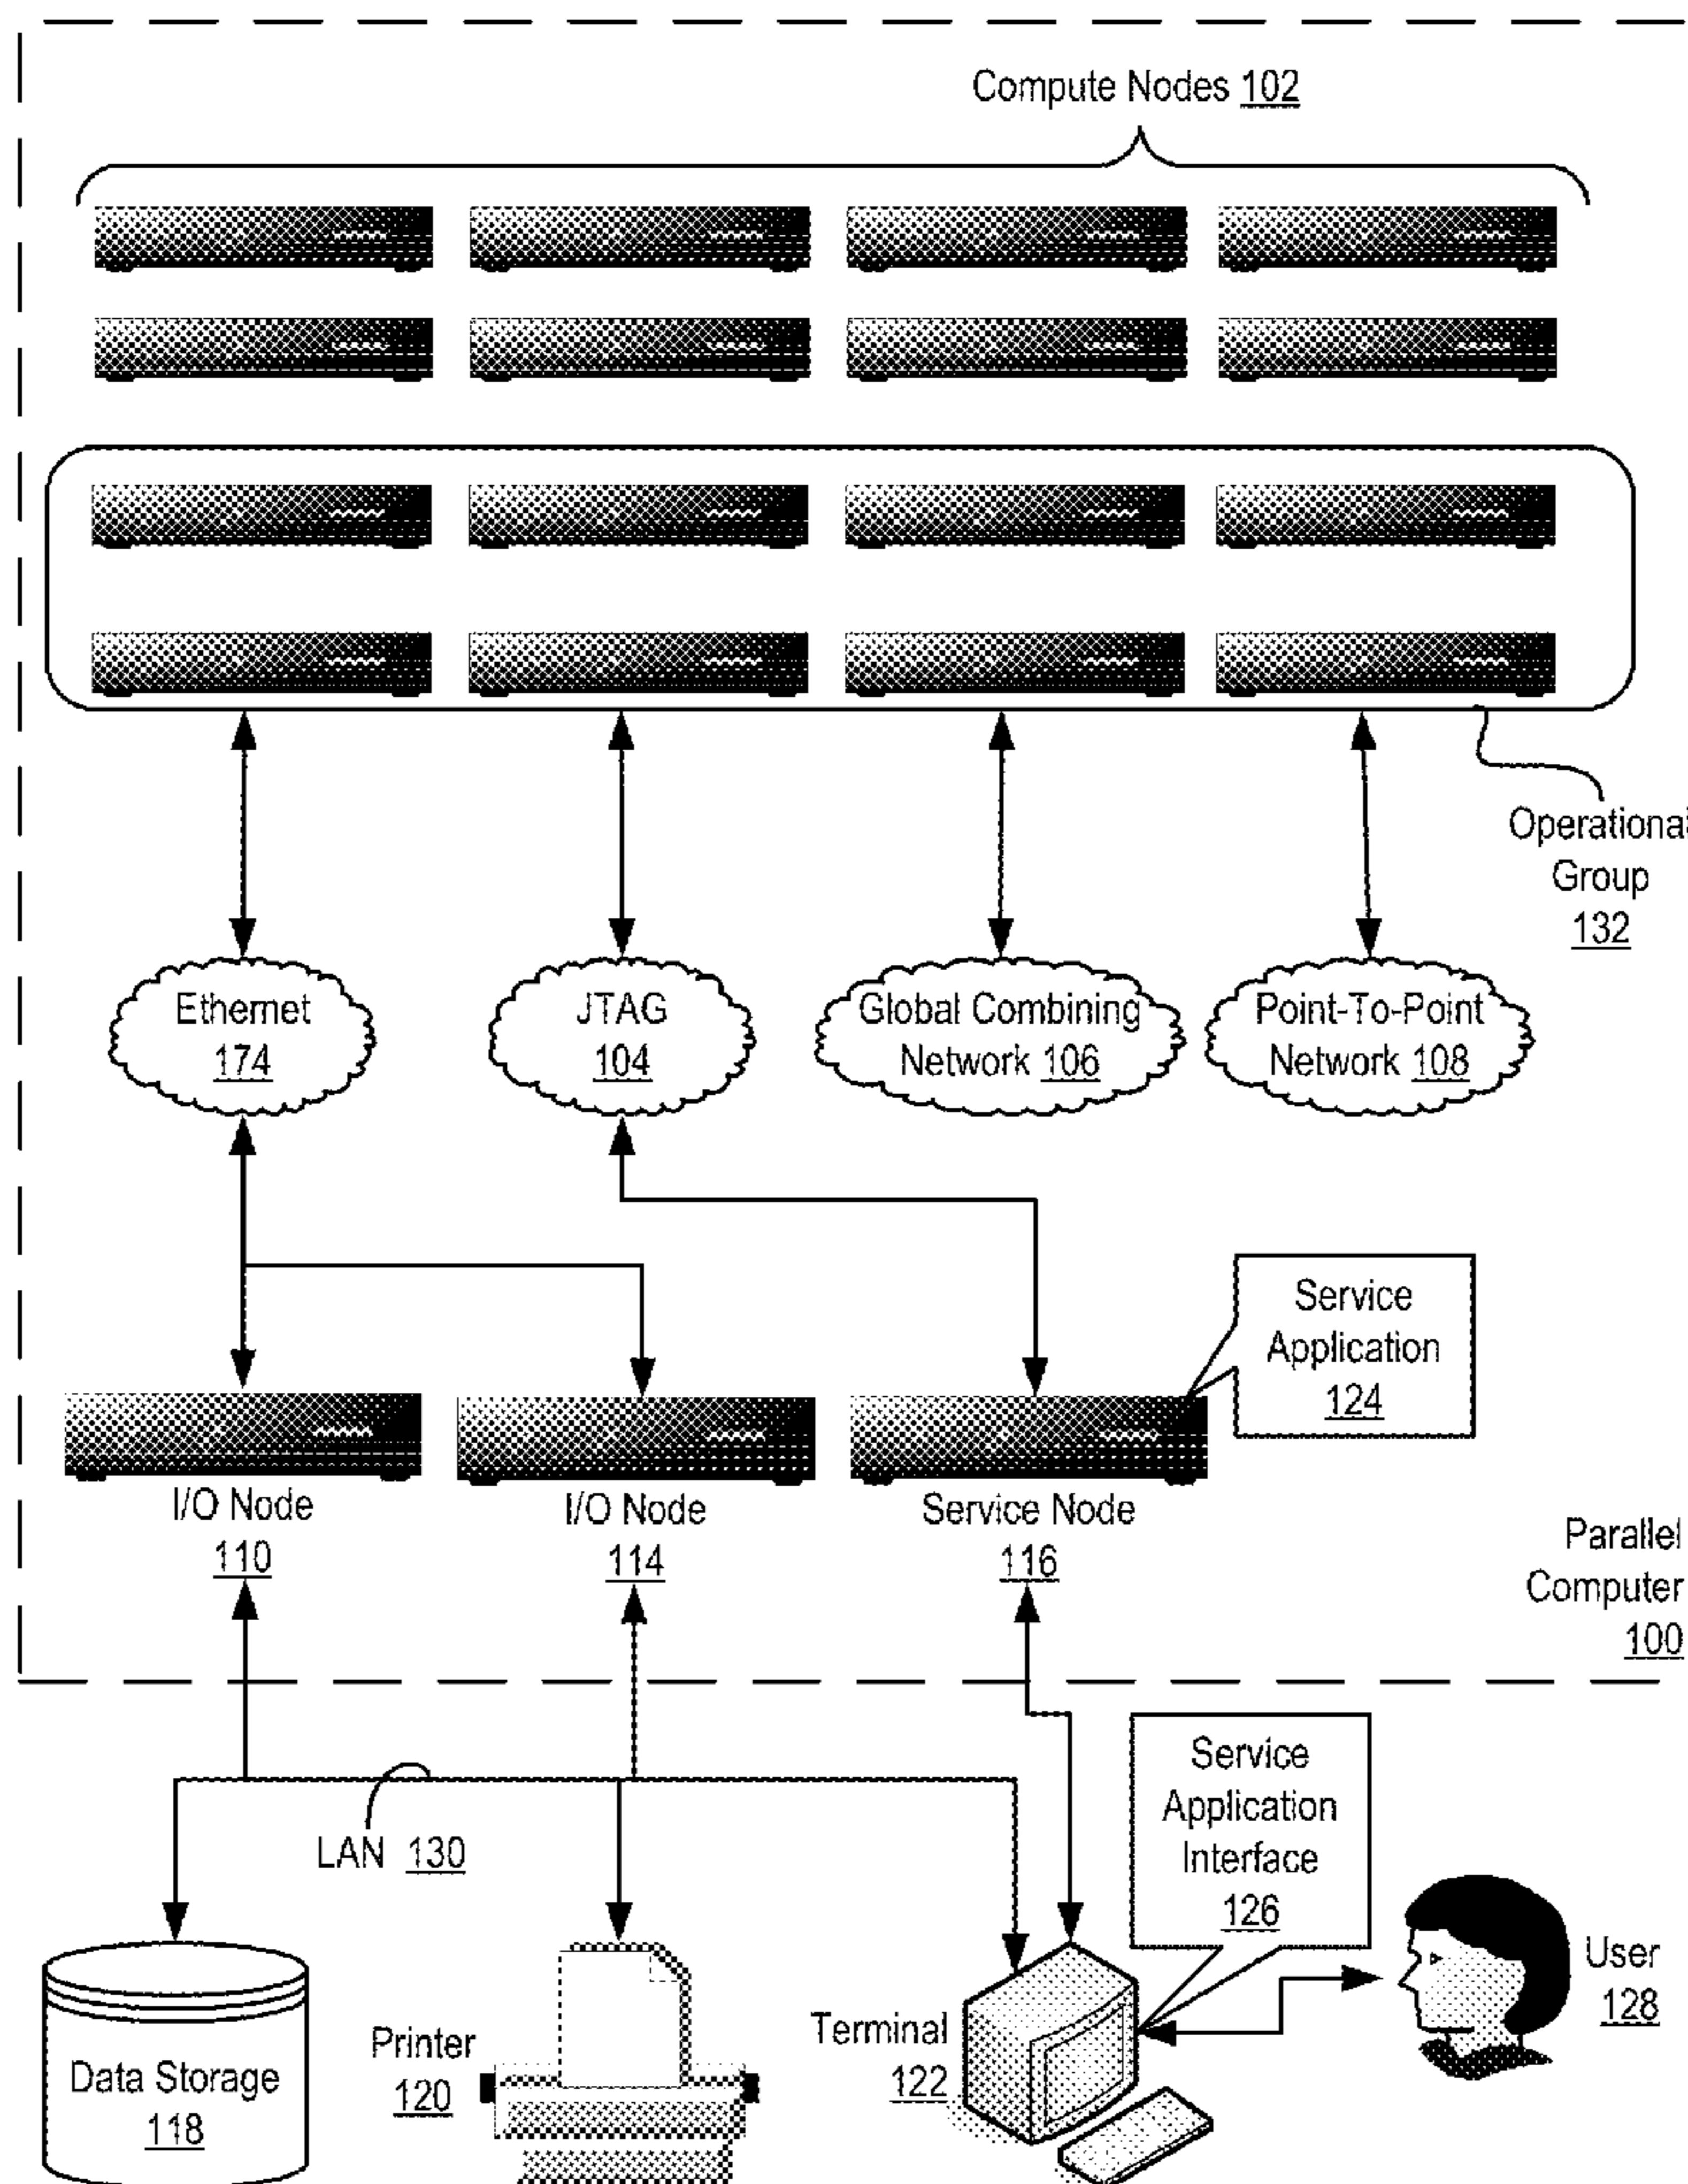 Compute Nodes 102
Operational
Group
132
Ethernet
174
JTAG
104
Global Combining
Network 106
Point-To-Point
Network 108
Service
Application
124
I/O Node
110
I/O Node
114
Service Node
116
Parallel
Computer
100
Service
Application
Interface
126
LAN 130
User
128
Terminal
122
Printer
120
Data Storage
118